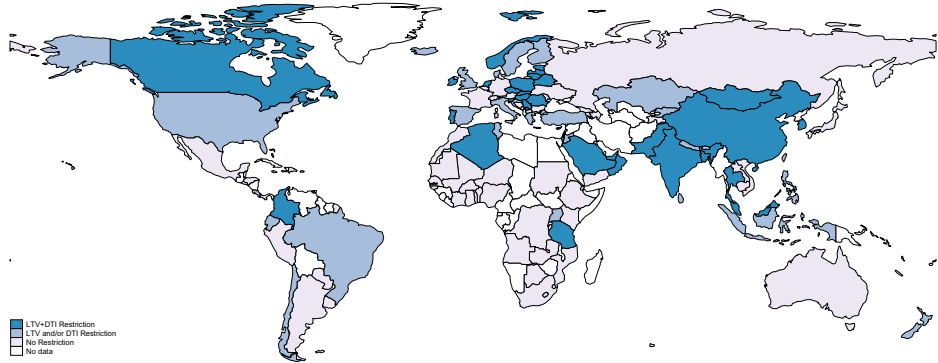 LTV+DTI Restriction
LTV and/or DTI Restriction
No Restriction
No data